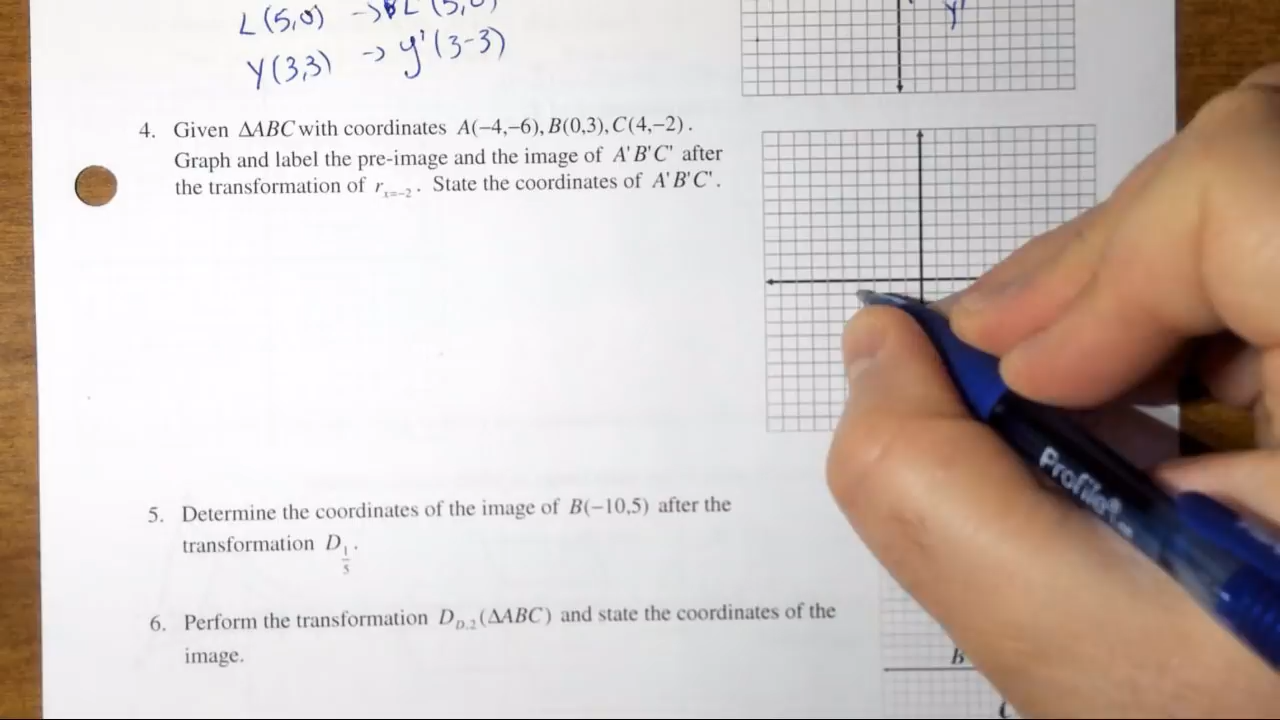 L(5,0) -> L'(5,0)
Y(3,3) -> y'(3-3)
y'
4. Given ΔABC with coordinates A(−4,−6), B(0,3), C(4,−2).
Graph and label the pre-image and the image of A'B'C' after
the transformation of r_{x=−2}. State the coordinates of A'B'C'.
5. Determine the coordinates of the image of B(−10,5) after the
transformation D_{1/5}.
6. Perform the transformation D_{D,2}(ΔABC) and state the coordinates of the
image.
B
C
Profile